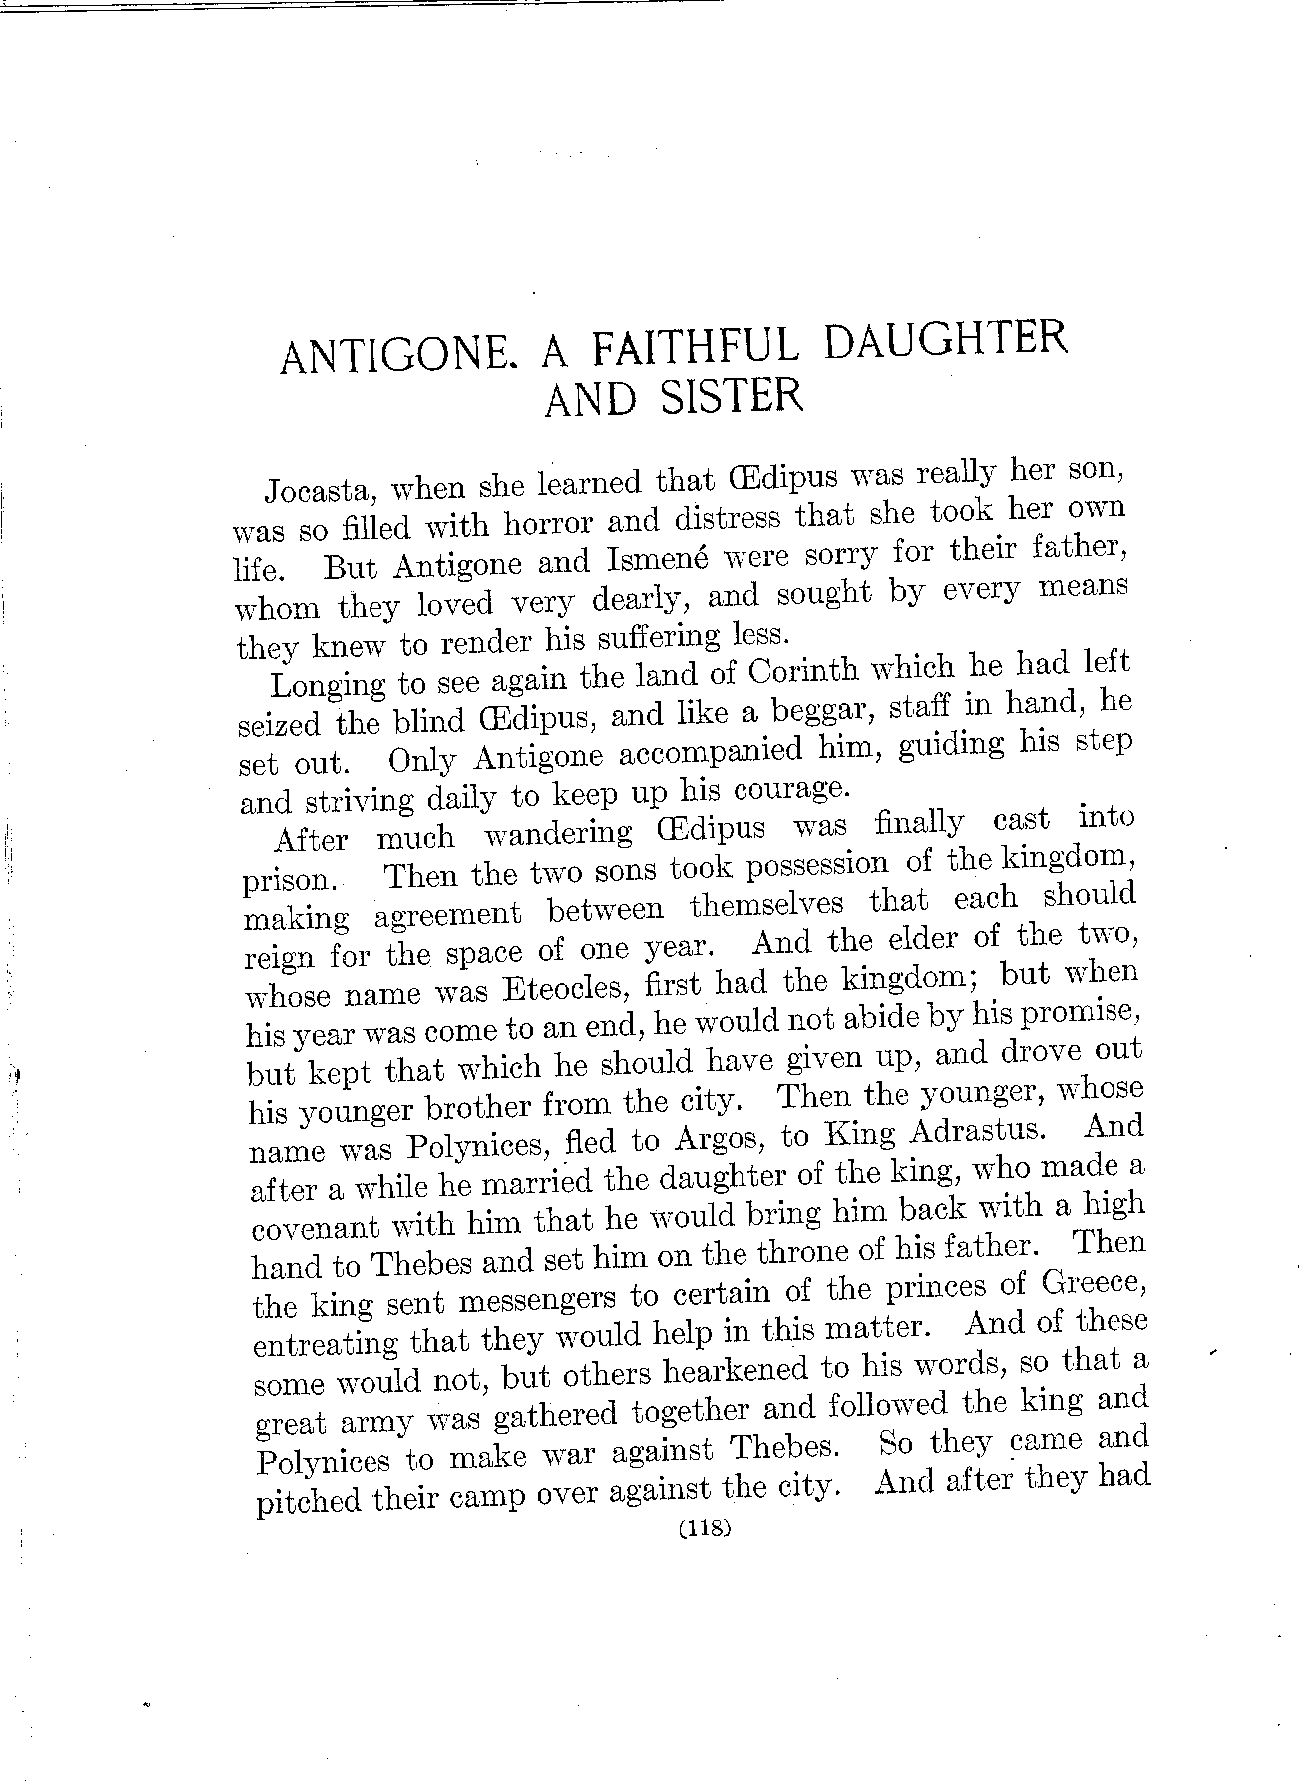 ANTIGONE. A FAITHFUL DAUGHTER
AND SISTER
Jocasta, when she learned that Œdipus was really her son,
was so filled with horror and distress that she took her own
life. But Antigone and Ismené were sorry for their father,
whom they loved very dearly, and sought by every means
they knew to render his suffering less.
Longing to see again the land of Corinth which he had left
seized the blind Œdipus, and like a beggar, staff in hand, he
set out. Only Antigone accompanied him, guiding his step
and striving daily to keep up his courage.
After much wandering Œdipus was finally cast into
prison. Then the two sons took possession of the kingdom,
making agreement between themselves that each should
reign for the space of one year. And the elder of the two,
whose name was Eteocles, first had the kingdom; but when
his year was come to an end, he would not abide by his promise,
but kept that which he should have given up, and drove out
his younger brother from the city. Then the younger, whose
name was Polynices, fled to Argos, to King Adrastus. And
after a while he married the daughter of the king, who made a
covenant with him that he would bring him back with a high
hand to Thebes and set him on the throne of his father. Then
the king sent messengers to certain of the princes of Greece,
entreating that they would help in this matter. And of these
some would not, but others hearkened to his words, so that a
great army was gathered together and followed the king and
Polynices to make war against Thebes. So they came and
pitched their camp over against the city. And after they had
(118)